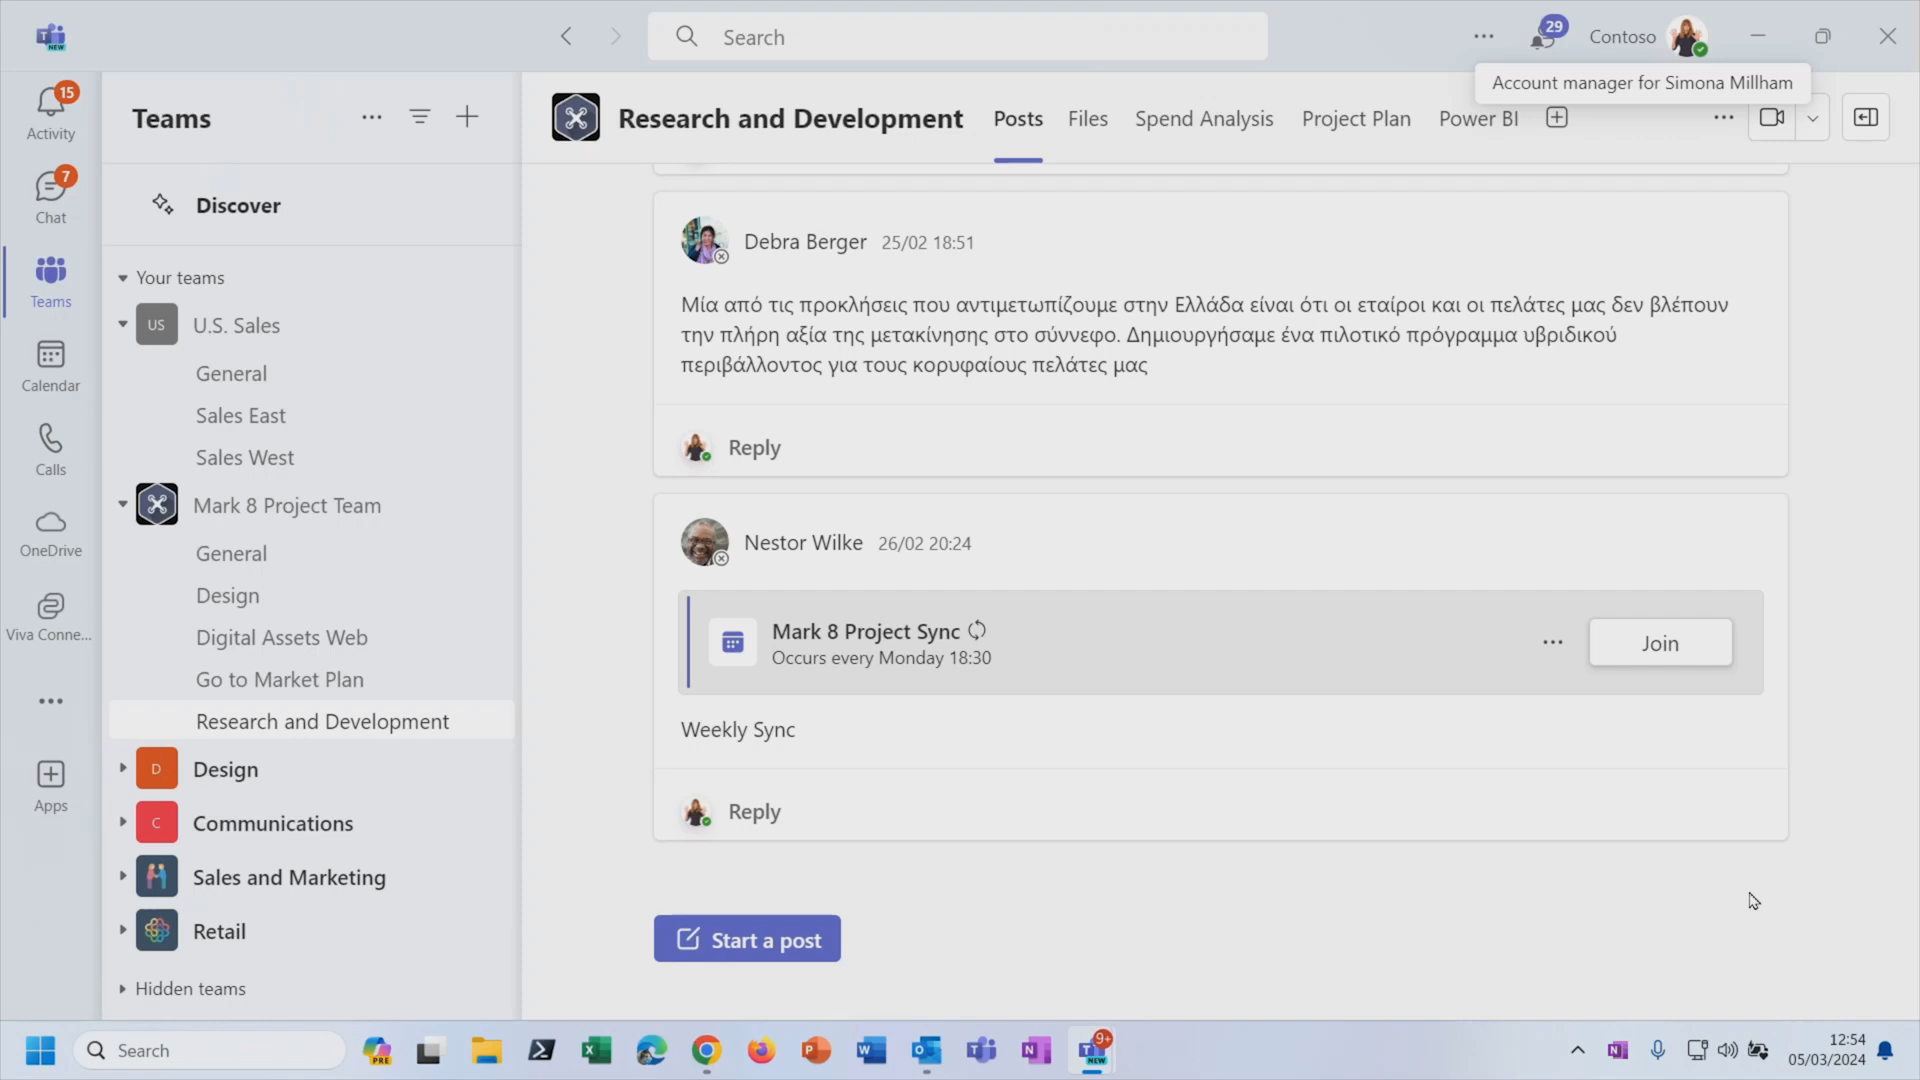 T
NEW
Search
29
Contoso
Account manager for Simona Millham
15
Activity
7
Chat
Teams
Calendar
Calls
OneDrive
Viva Conne...
Apps
Teams
Discover
Your teams
US
U.S. Sales
General
Sales East
Sales West
Mark 8 Project Team
General
Design
Digital Assets Web
Go to Market Plan
Research and Development
D
Design
C
Communications
Sales and Marketing
Retail
Hidden teams
Research and Development
Posts
Files
Spend Analysis
Project Plan
Power BI
Debra Berger 25/02 18:51
Μία από τις προκλήσεις που αντιμετωπίζουμε στην Ελλάδα είναι ότι οι εταίροι και οι πελάτες μας δεν βλέπουν
την πλήρη αξία της μετακίνησης στο σύννεφο. Δημιουργήσαμε ένα πιλοτικό πρόγραμμα υβριδικού
περιβάλλοντος για τους κορυφαίους πελάτες μας
Reply
Nestor Wilke 26/02 20:24
Mark 8 Project Sync
Occurs every Monday 18:30
Join
Weekly Sync
Reply
Start a post
Search
PRE
9+
NEW
12:54
05/03/2024